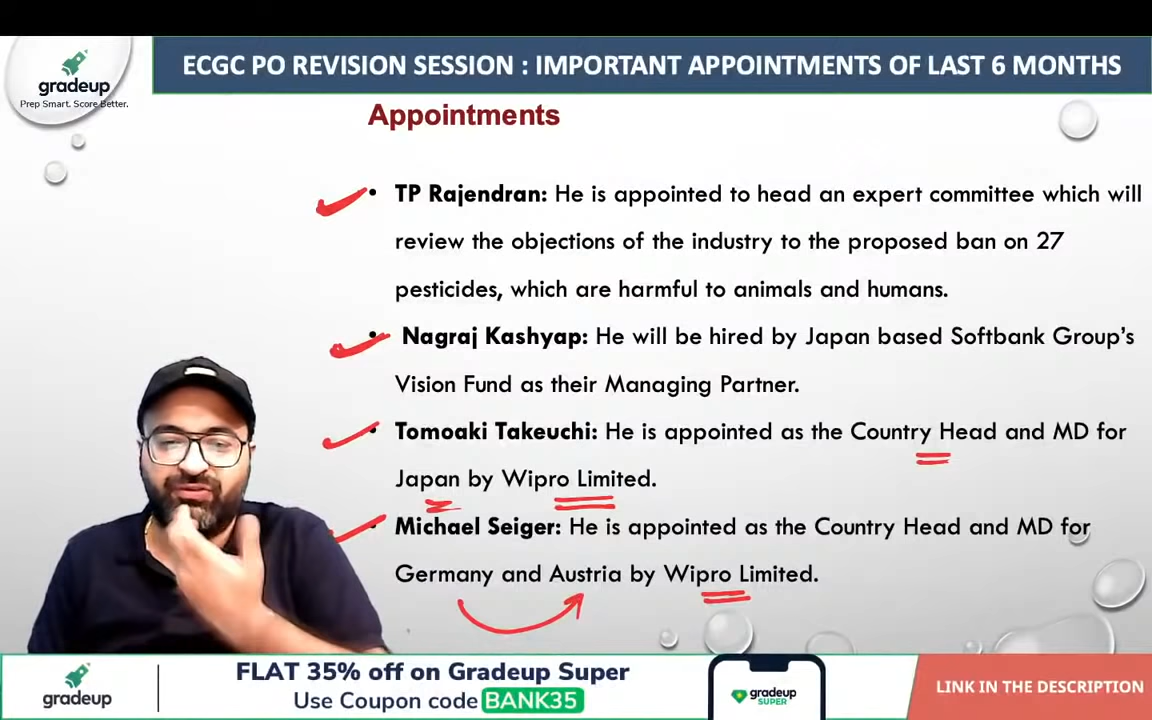 gradeup
Prep Smart. Score Better.
ECGC PO REVISION SESSION : IMPORTANT APPOINTMENTS OF LAST 6 MONTHS
Appointments
• TP Rajendran: He is appointed to head an expert committee which will
review the objections of the industry to the proposed ban on 27
pesticides, which are harmful to animals and humans.
• Nagraj Kashyap: He will be hired by Japan based Softbank Group's
Vision Fund as their Managing Partner.
• Tomoaki Takeuchi: He is appointed as the Country Head and MD for
Japan by Wipro Limited.
• Michael Seiger: He is appointed as the Country Head and MD for
Germany and Austria by Wipro Limited.
gradeup
FLAT 35% off on Gradeup Super
Use Coupon code BANK35
gradeup
SUPER
LINK IN THE DESCRIPTION